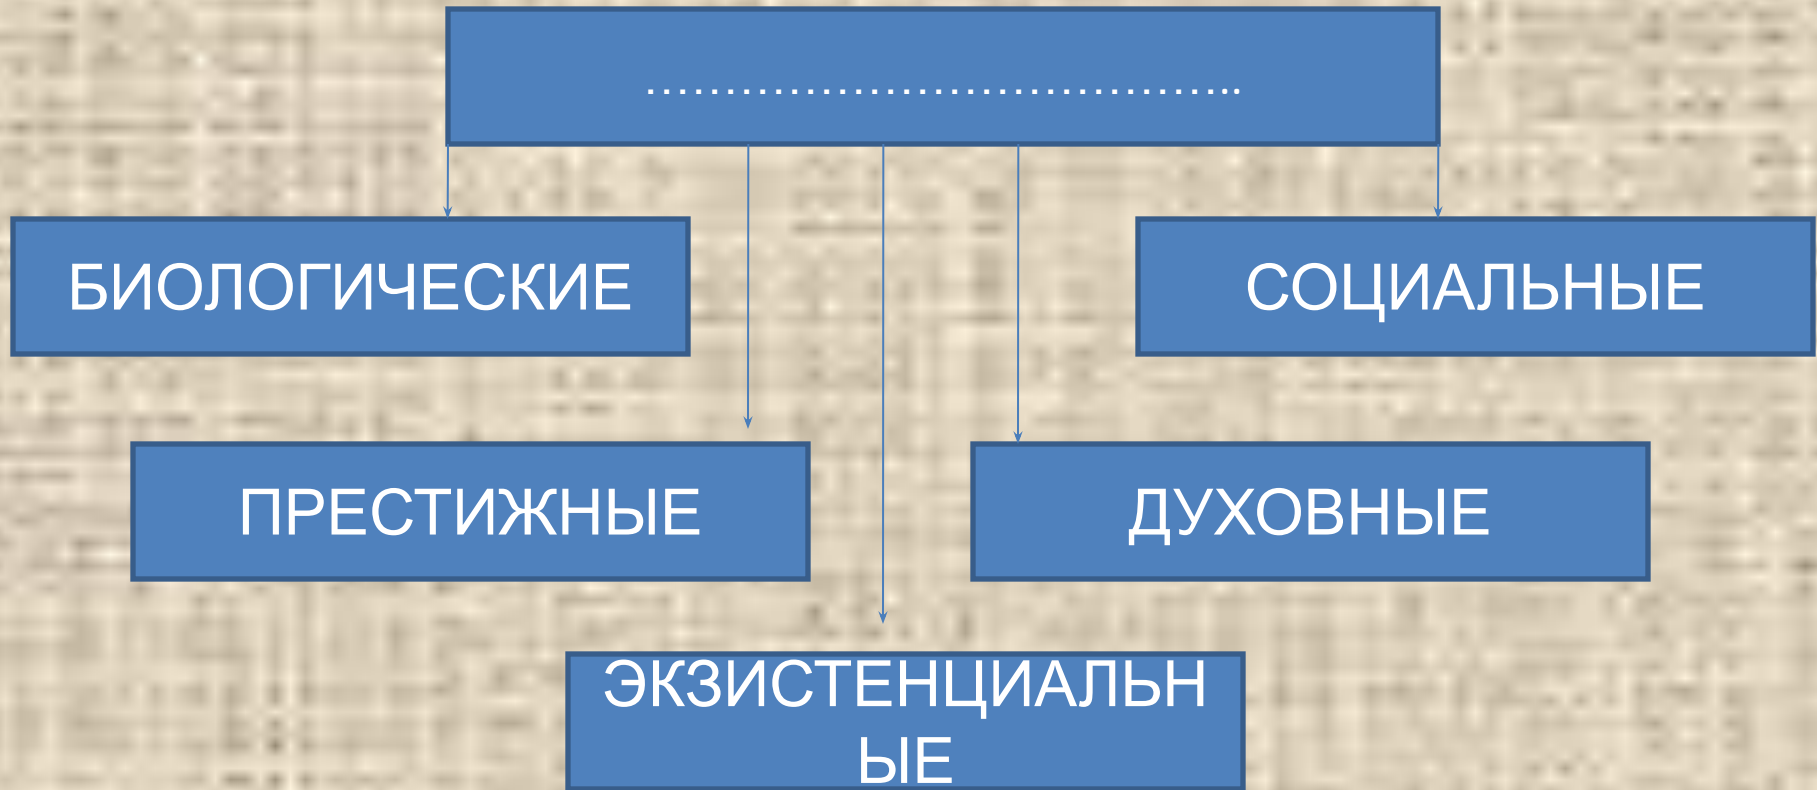 …………………………………..
БИОЛОГИЧЕСКИЕ
СОЦИАЛЬНЫЕ
ПРЕСТИЖНЫЕ
ДУХОВНЫЕ
ЭКЗИСТЕНЦИАЛЬН
ЫЕ